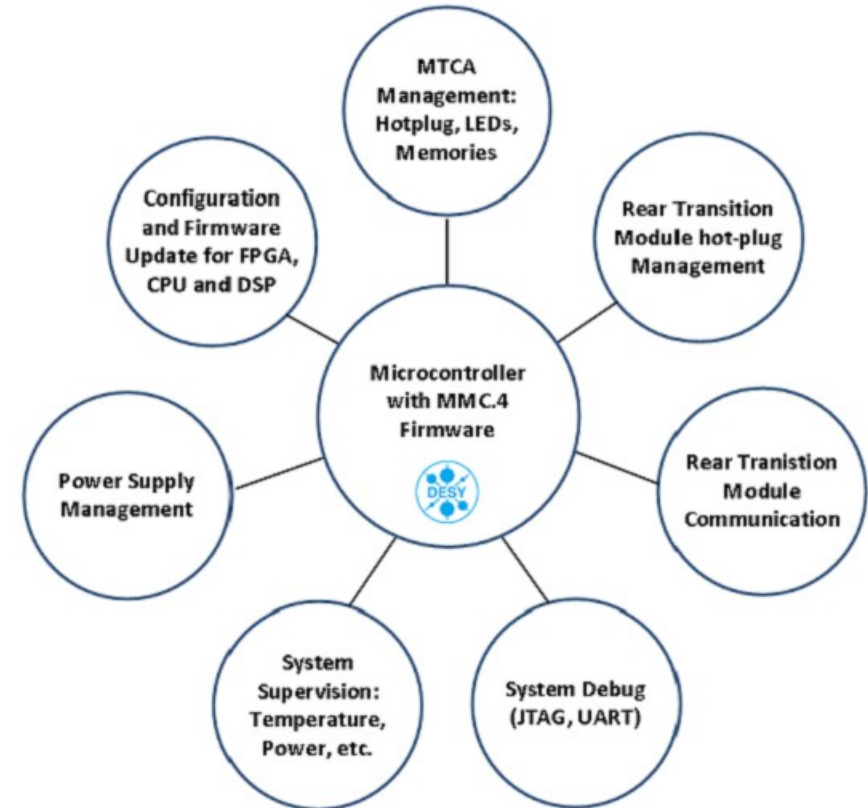 MTCA
Management:
Hotplug, LEDs,
Memories
Configuration
and Firmware
Update for FPGA,
CPU and DSP
Rear Transition
Module hot-plug
Management
Microcontroller
with MMC.4
Firmware
DESY
Power Supply
Management
Rear Tranistion
Module
Communication
System
Supervision:
Temperature,
Power, etc.
System Debug
(JTAG, UART)